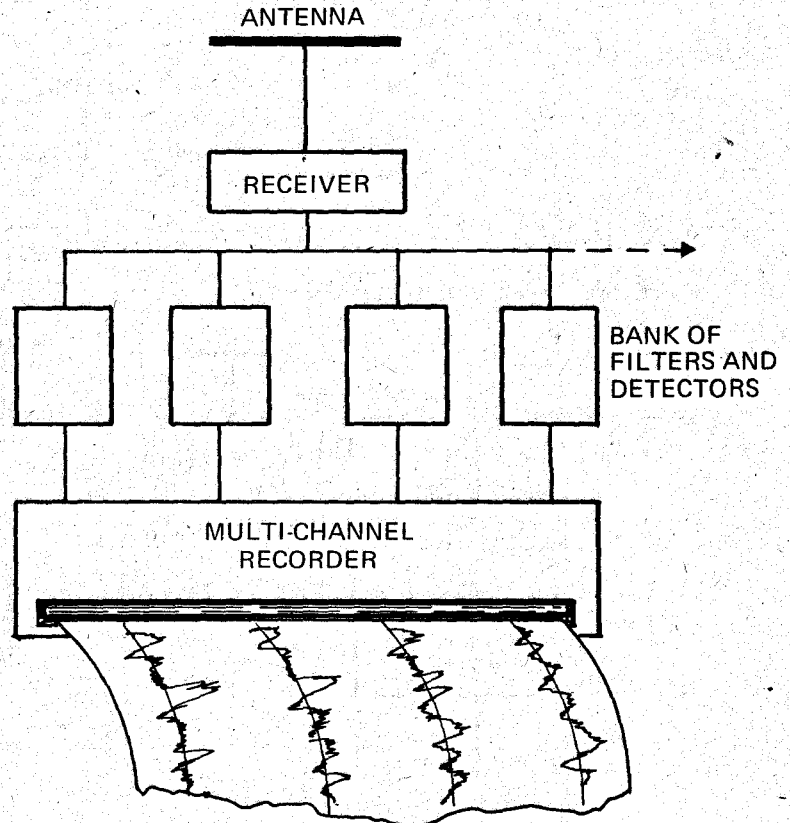 ANTENNA
RECEIVER
BANK OF
FILTERS AND
DETECTORS
MULTI-CHANNEL
RECORDER